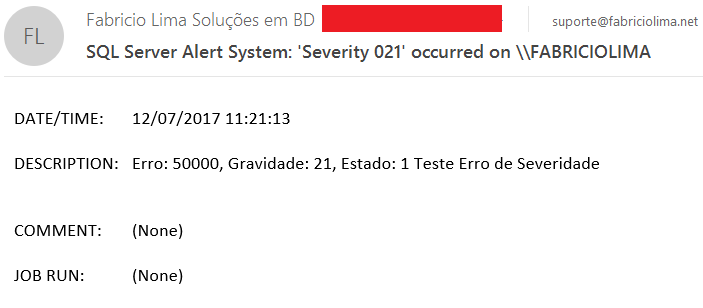 FL
Fabricio Lima Soluções em BD
suporte@fabriciolima.net
SQL Server Alert System: 'Severity 021' occurred on \\FABRICIOLIMA
DATE/TIME: 12/07/2017 11:21:13
DESCRIPTION: Erro: 50000, Gravidade: 21, Estado: 1 Teste Erro de Severidade
COMMENT: (None)
JOB RUN: (None)